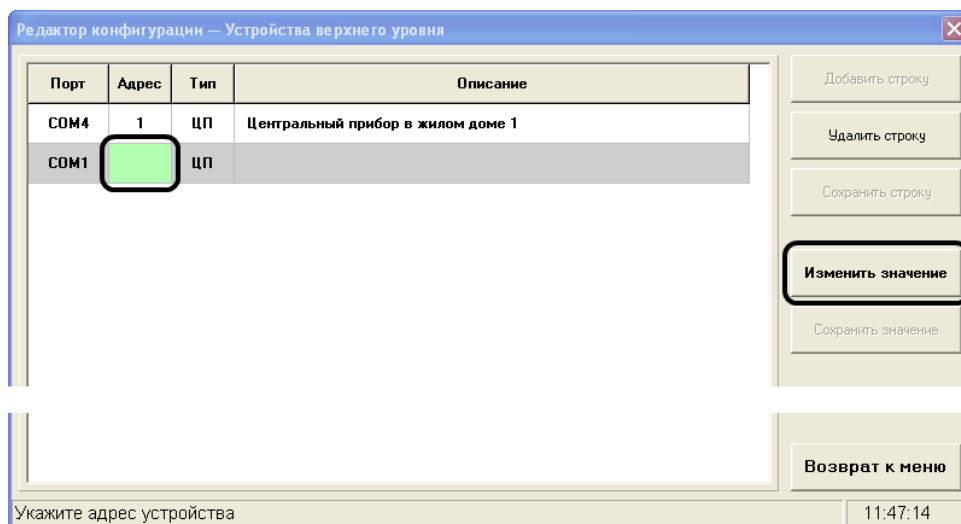 Редактор конфигурации — Устройства верхнего уровня
Порт Адрес Тип Описание
COM4 1 ЦП Центральный прибор в жилом доме 1
COM1 ЦП
Добавить строку
Удалить строку
Сохранить строку
Изменить значение
Сохранить значение
Возврат к меню
Укажите адрес устройства 11:47:14